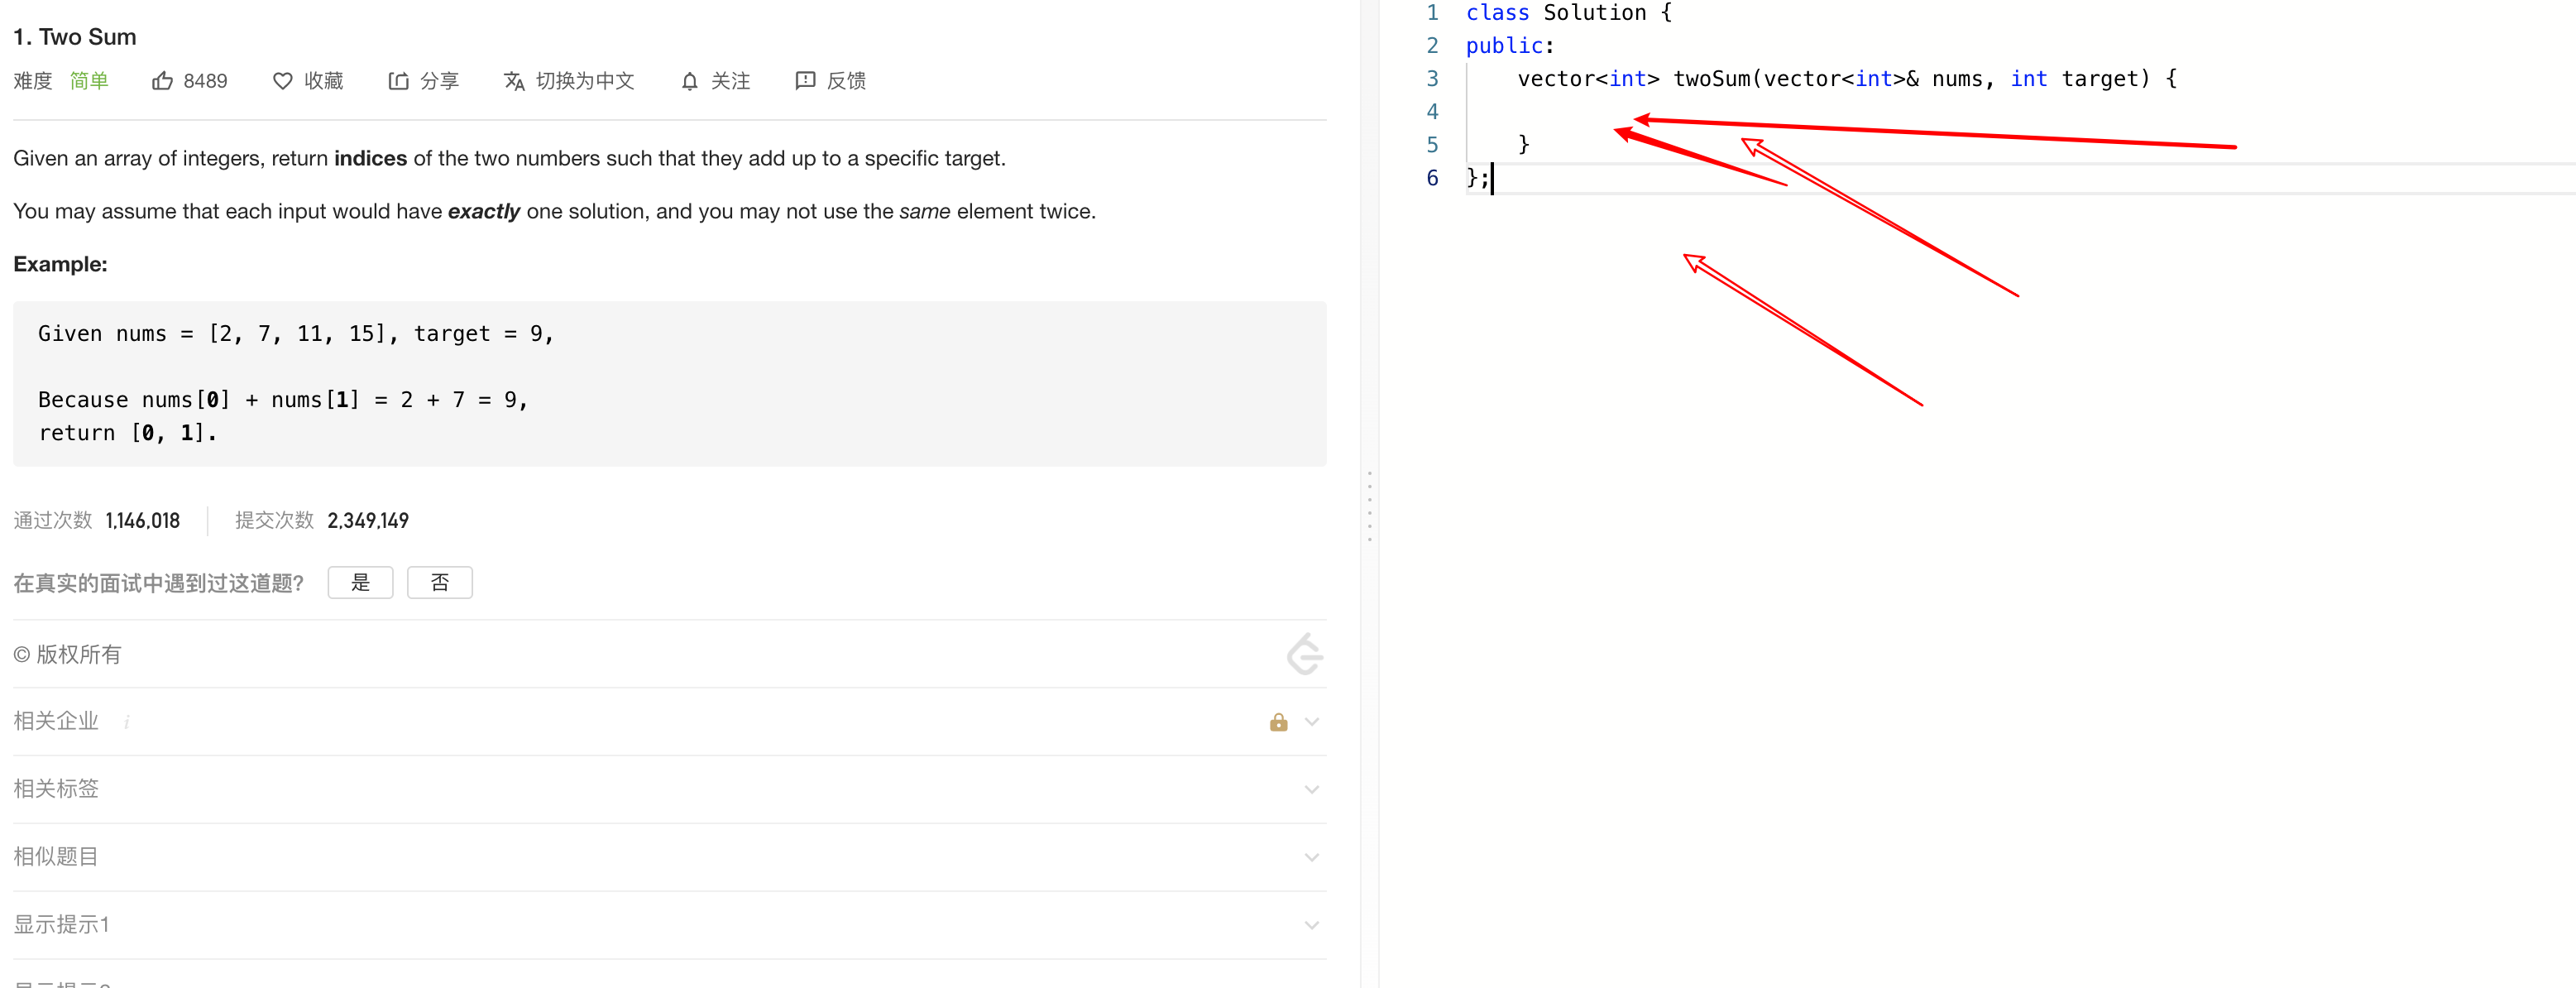 1. Two Sum
难度 简单 8489 收藏 分享 切换为中文 关注 反馈
Given an array of integers, return indices of the two numbers such that they add up to a specific target.
You may assume that each input would have exactly one solution, and you may not use the same element twice.
Example:
Given nums = [2, 7, 11, 15], target = 9,
Because nums[0] + nums[1] = 2 + 7 = 9,
return [0, 1].
通过次数 1,146,018 提交次数 2,349,149
在真实的面试中遇到过这道题? 是 否
© 版权所有
相关企业 i
相关标签
相似题目
显示提示1
1 class Solution {
2 public:
3 vector<int> twoSum(vector<int>& nums, int target) {
4
5 }
6 };